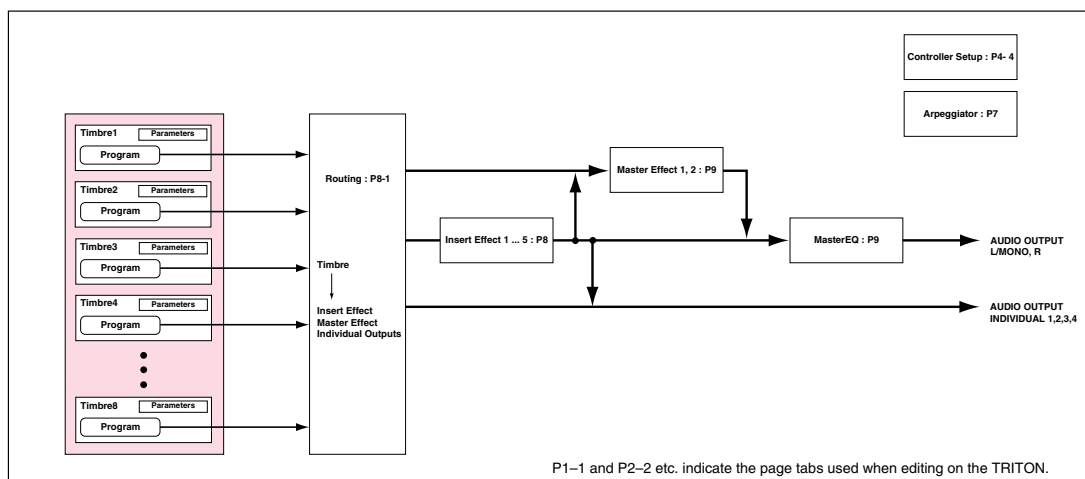 Controller Setup : P4- 4
Arpeggiator : P7
Timbre1
Parameters
Program
Timbre2
Parameters
Program
Timbre3
Parameters
Program
Timbre4
Parameters
Program
Timbre8
Parameters
Program
Routing : P8-1
Timbre
Insert Effect
Master Effect
Individual Outputs
Master Effect 1, 2 : P9
Insert Effect 1 ... 5 : P8
MasterEQ : P9
AUDIO OUTPUT
L/MONO, R
AUDIO OUTPUT
INDIVIDUAL 1,2,3,4
P1–1 and P2–2 etc. indicate the page tabs used when editing on the TRITON.